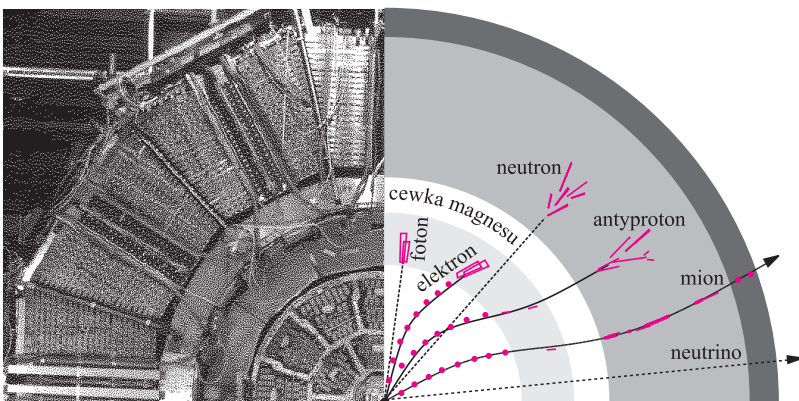 neutron
cewka magnesu
antyproton
foton
elektron
mion
neutrino